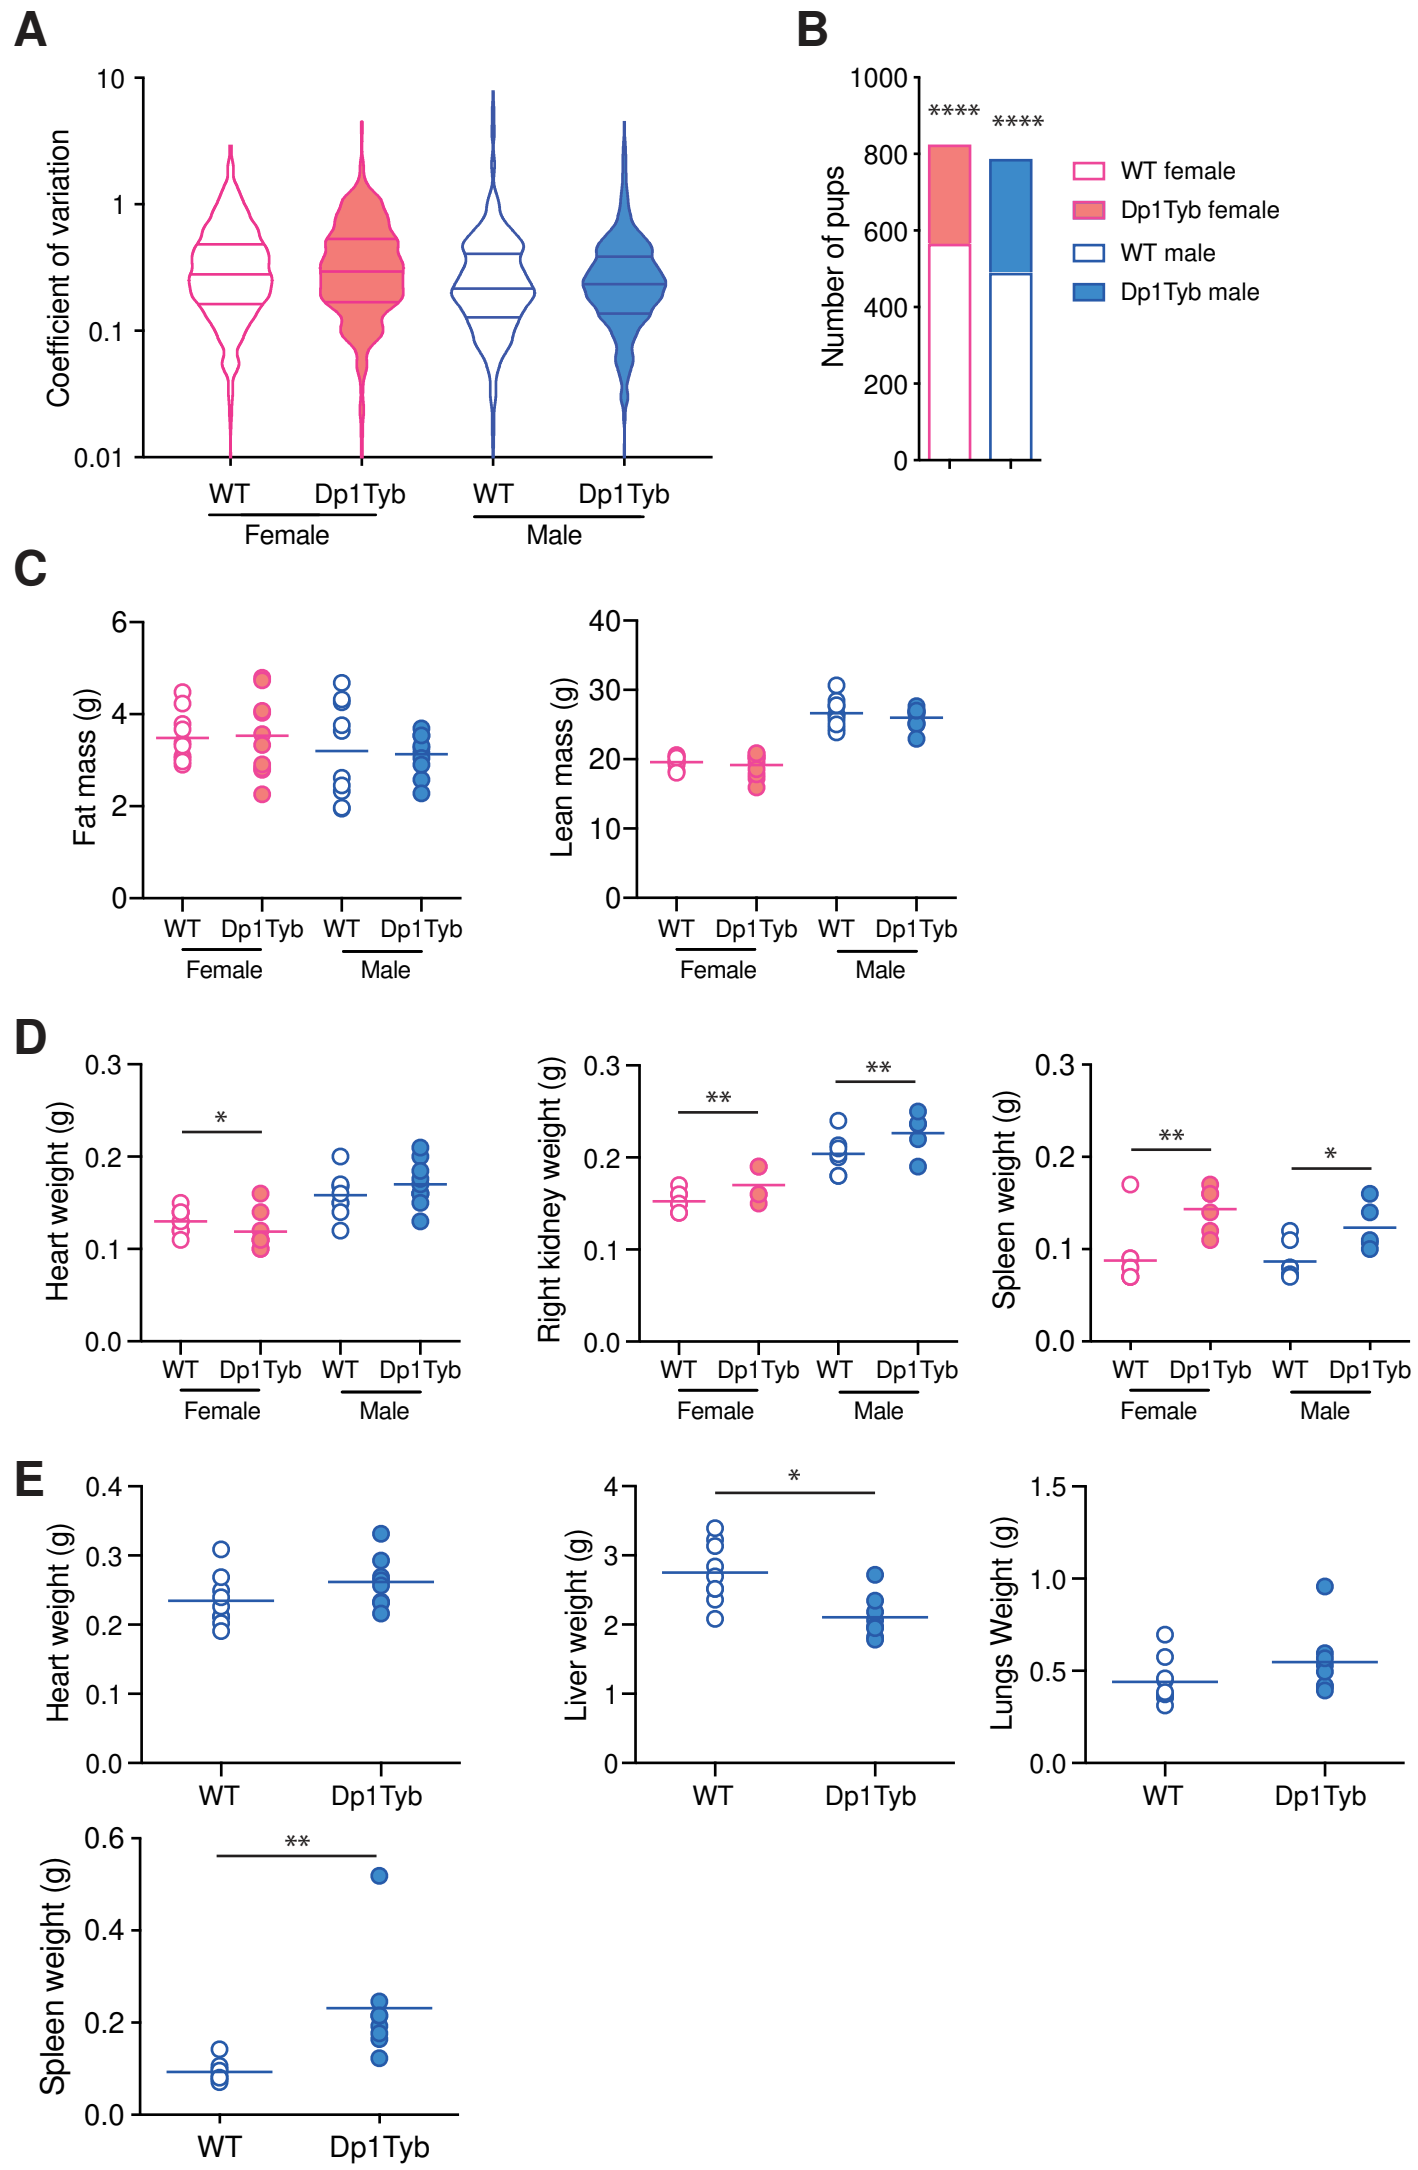 A
Coefficient of variation
10
1
0.1
0.01
WT Dp1Tyb WT Dp1Tyb
Female Male
B
Number of pups
1000
800
600
400
200
0
**** ****
WT female
Dp1Tyb female
WT male
Dp1Tyb male
C
Fat mass (g)
6
4
2
0
WT Dp1Tyb WT Dp1Tyb
Female Male
Lean mass (g)
40
30
20
10
0
WT Dp1Tyb WT Dp1Tyb
Female Male
D
Heart weight (g)
0.3
0.2
0.1
0.0
*
WT Dp1Tyb WT Dp1Tyb
Female Male
Right kidney weight (g)
0.3
0.2
0.1
0.0
** **
WT Dp1Tyb WT Dp1Tyb
Female Male
Spleen weight (g)
0.3
0.2
0.1
0.0
** *
WT Dp1Tyb WT Dp1Tyb
Female Male
E
Heart weight (g)
0.4
0.3
0.2
0.1
0.0
WT Dp1Tyb
Liver weight (g)
4
3
2
1
0
*
WT Dp1Tyb
Lungs Weight (g)
1.5
1.0
0.5
0.0
WT Dp1Tyb
Spleen weight (g)
0.6
0.4
0.2
0.0
**
WT Dp1Tyb